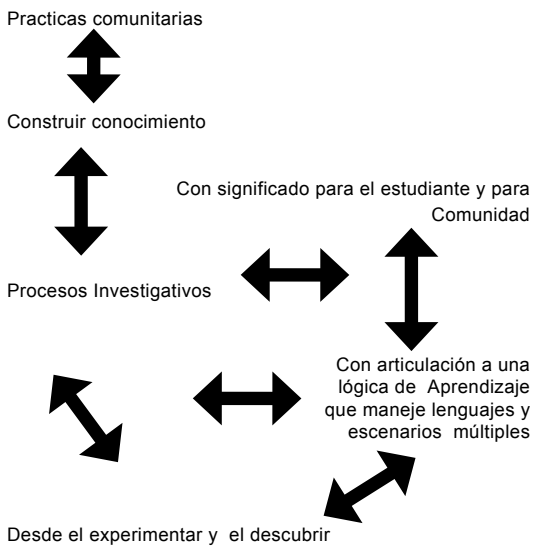 Practicas comunitarias
Construir conocimiento
Con significado para el estudiante y para
Comunidad
Procesos Investigativos
Con articulación a una
lógica de Aprendizaje
que maneje lenguajes y
escenarios múltiples
Desde el experimentar y el descubrir